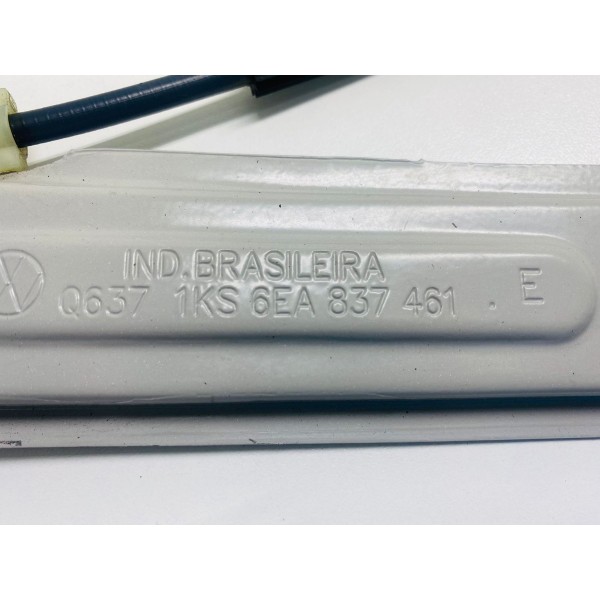 IND.BRASILEIRA
Q637 1KS 6EA 837 461 . E